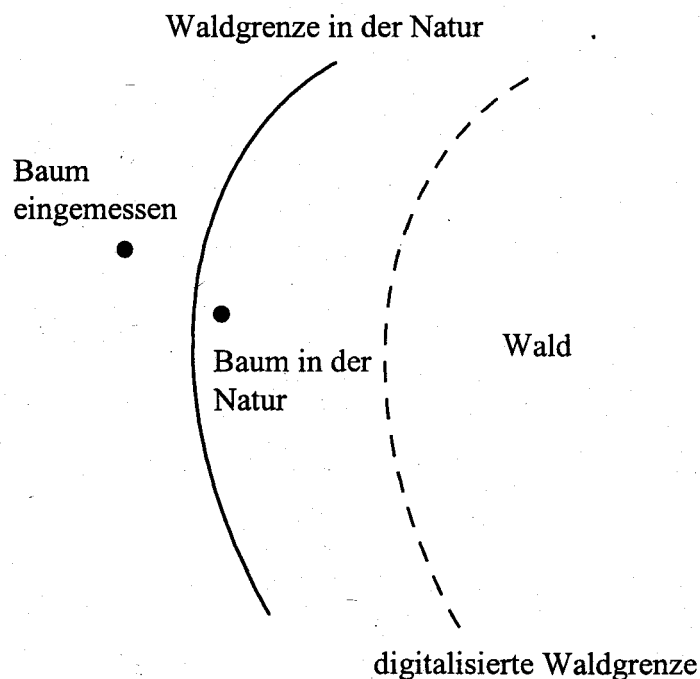 Waldgrenze in der Natur
Baum
eingemessen
Baum in der
Natur
Wald
digitalisierte Waldgrenze